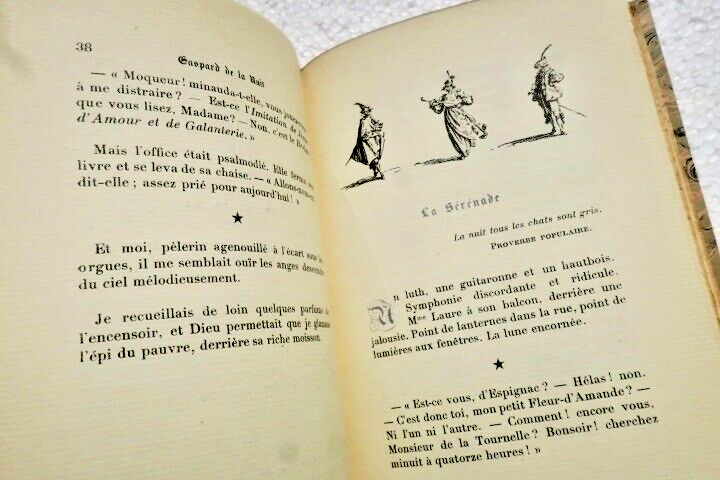 38
Gaspard de la Nuit
— « Moqueur ! minauda-t-elle, vous
à me distraire ? — Est-ce l'Imitation de
que vous lisez, Madame ? — Non, c'est le
d'Amour et de Galanterie. »
Mais l'office était psalmodié. Elle ferma son
livre et se leva de sa chaise. — « Allons-nous-en,
dit-elle ; assez prié pour aujourd'hui ! »
★
Et moi, pèlerin agenouillé à l'écart sous les
orgues, il me semblait ouïr les anges descendre
du ciel mélodieusement.
Je recueillais de loin quelques parfums de
l'encensoir, et Dieu permettait que je glanasse
l'épi du pauvre, derrière sa riche moisson.
La Sérénade
La nuit tous les chats sont gris.
PROVERBE POPULAIRE.
Un luth, une guitaronne et un hautbois.
Symphonie discordante et ridicule.
Mme Laure à son balcon, derrière une
jalousie. Point de lanternes dans la rue, point de
lumières aux fenêtres. La lune encornée.
★
— « Est-ce vous, d'Espignac ? — Hélas ! non.
— C'est donc toi, mon petit Fleur-d'Amande ? —
Ni l'un ni l'autre. — Comment ! encore vous,
Monsieur de la Tournelle ? Bonsoir ! cherchez
minuit à quatorze heures ! »